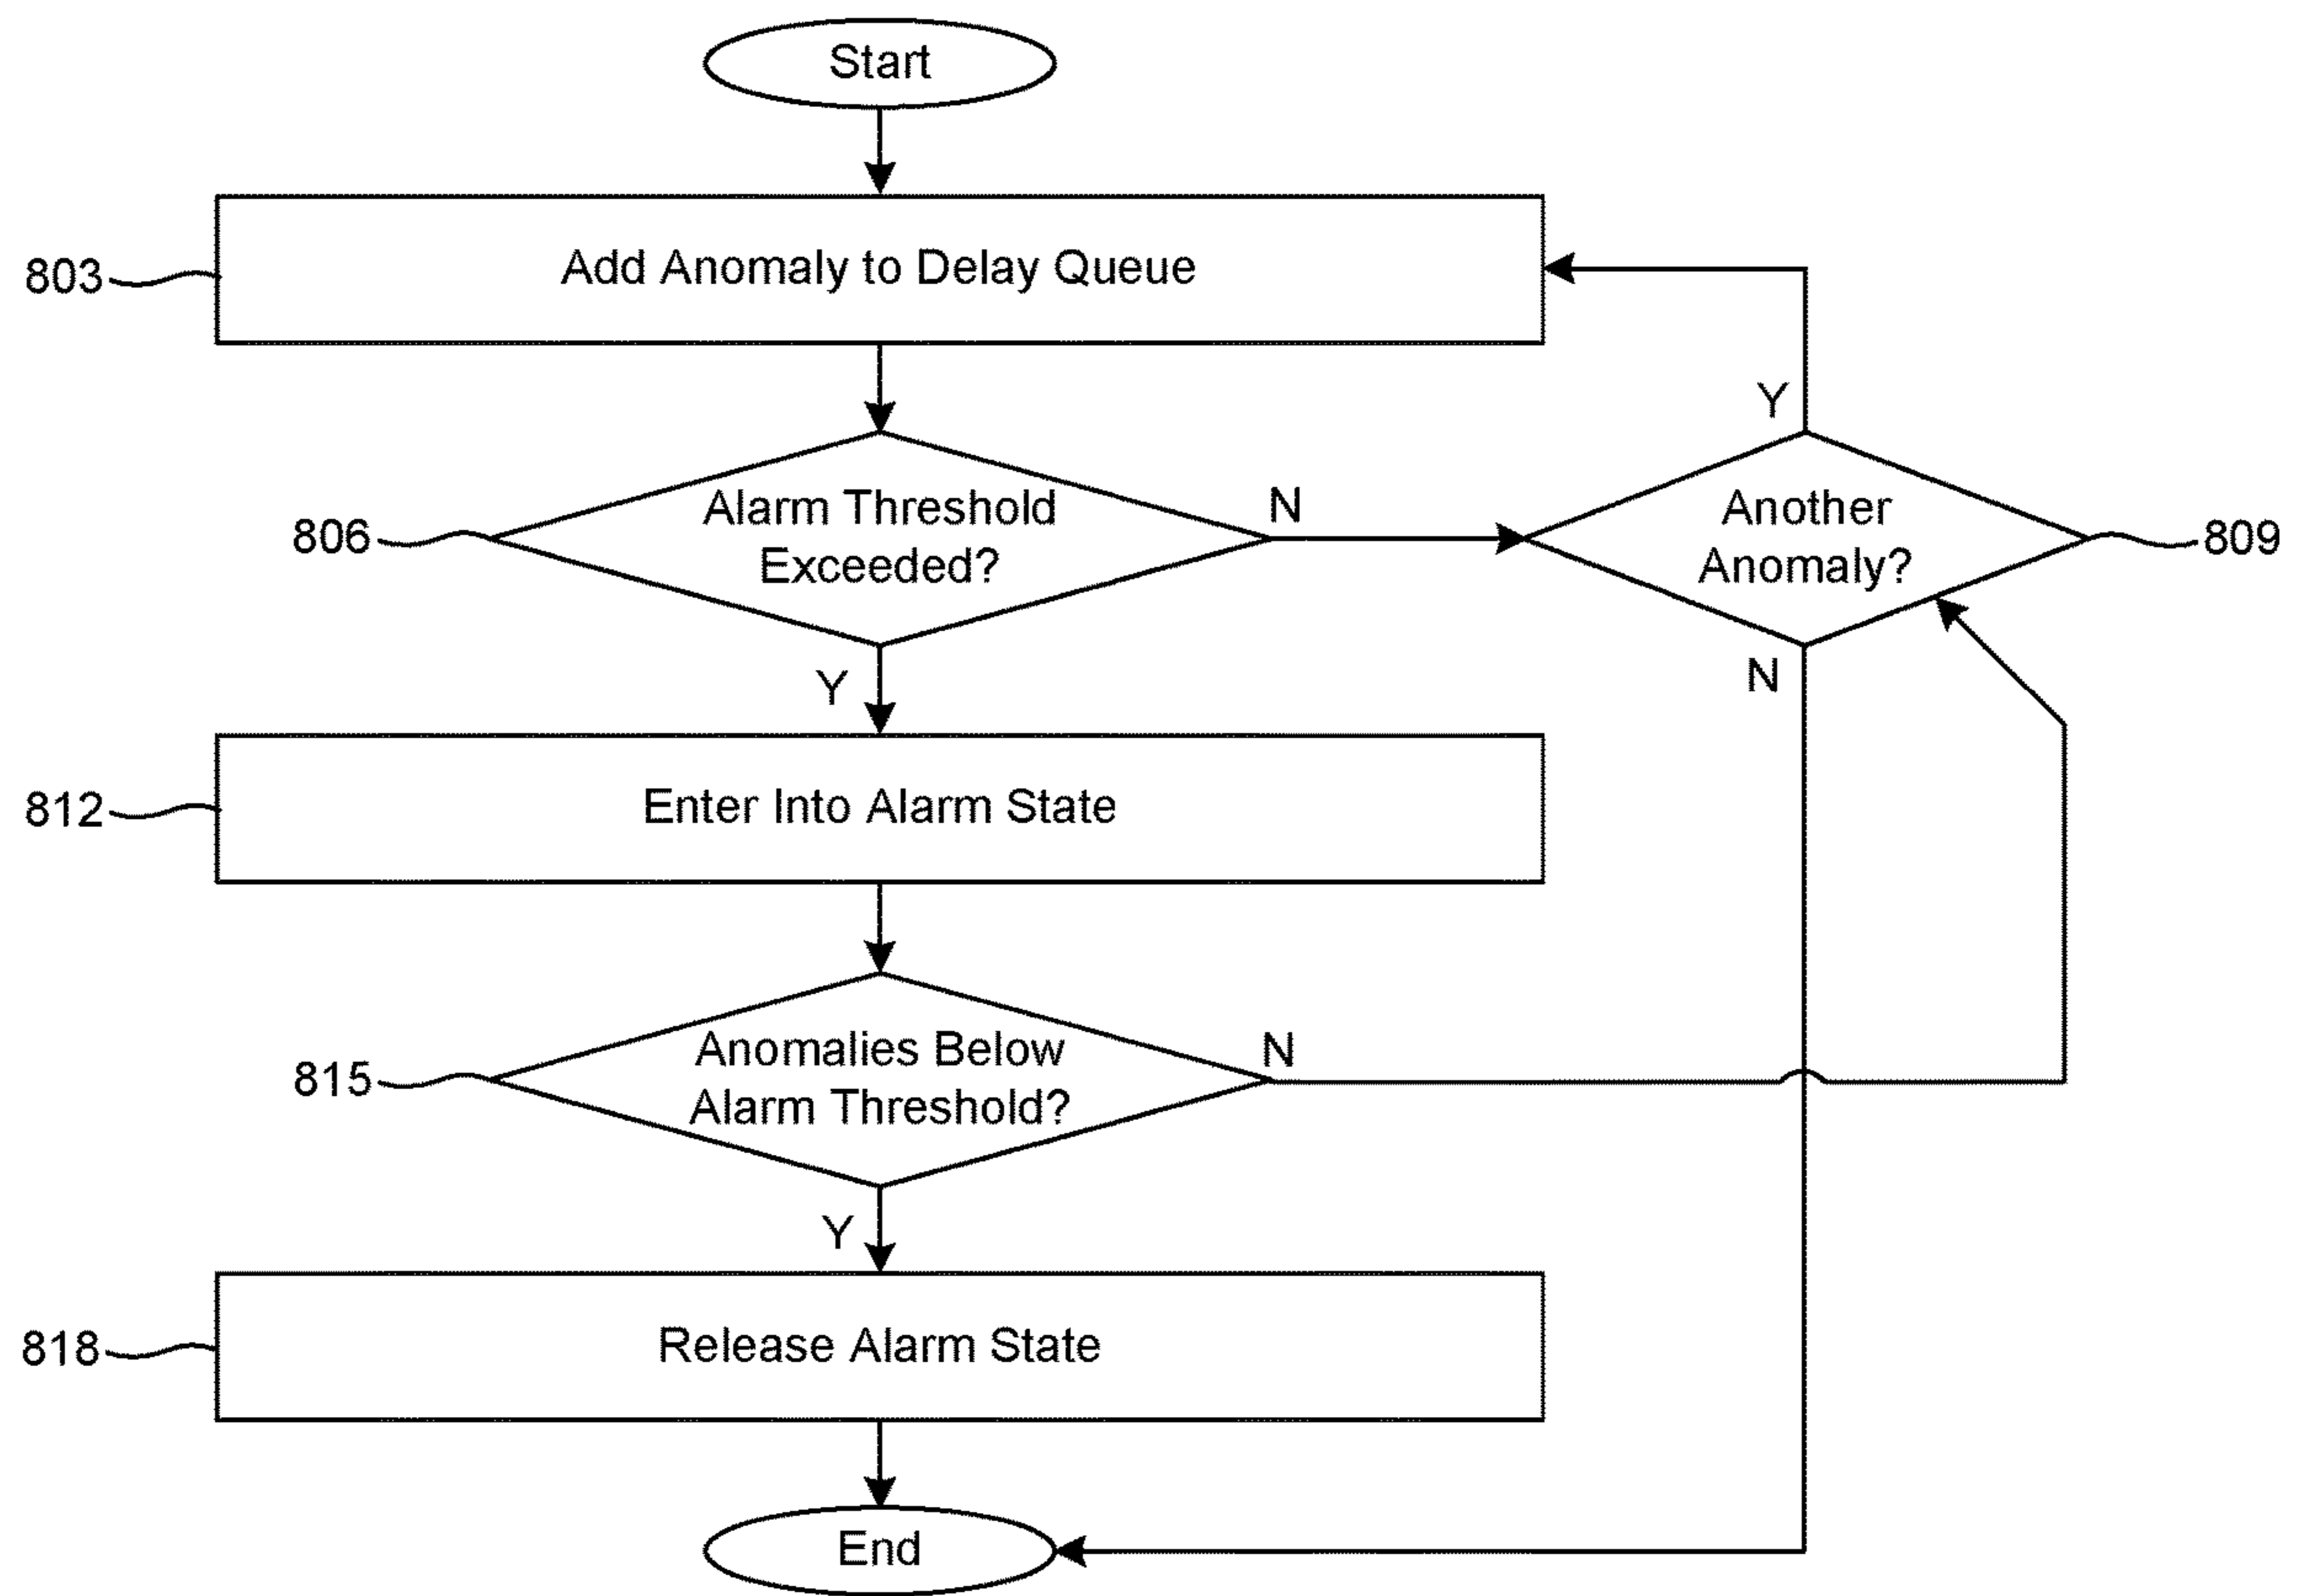 Start
803
Add Anomaly to Delay Queue
Y
806
Alarm Threshold
Exceeded?
N
Another
Anomaly?
809
Y
N
812
Enter Into Alarm State
815
Anomalies Below
Alarm Threshold?
N
Y
818
Release Alarm State
End